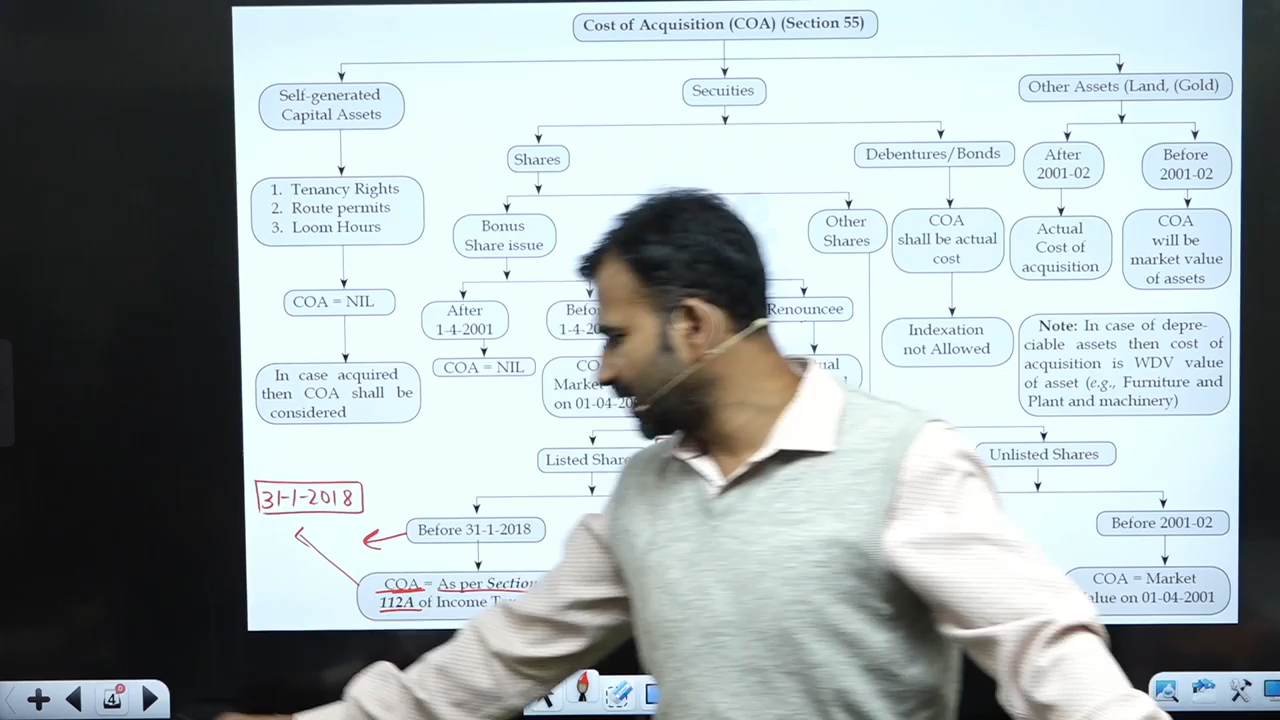 Cost of Acquisition (COA) (Section 55)
Self-generated
Capital Assets
Secuities
Other Assets (Land, (Gold)
Shares
Debentures/Bonds
After
2001-02
Before
2001-02
1. Tenancy Rights
2. Route permits
3. Loom Hours
Bonus
Share issue
Other
Shares
COA
shall be actual
cost
Actual
Cost of
acquisition
COA
will be
market value
of assets
COA = NIL
After
1-4-2001
Renouncee
Indexation
not Allowed
Note: In case of depre-
ciable assets then cost of
acquisition is WDV value
of asset (e.g., Furniture and
Plant and machinery)
COA = NIL
Market
on
In case acquired
then COA shall be
considered
Listed
Unlisted Shares
31-1-2018
Before 31-1-2018
Before 2001-02
COA = As per
112A of Income
COA = Market
on 01-04-2001
4